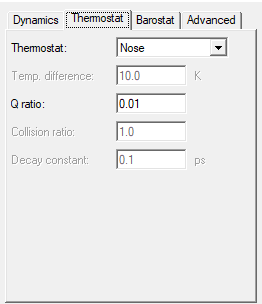 Dynamics Thermostat Barostat Advanced
Thermostat: Nose
Temp. difference: 10.0 K
Q ratio: 0.01
Collision ratio: 1.0
Decay constant: 0.1 ps